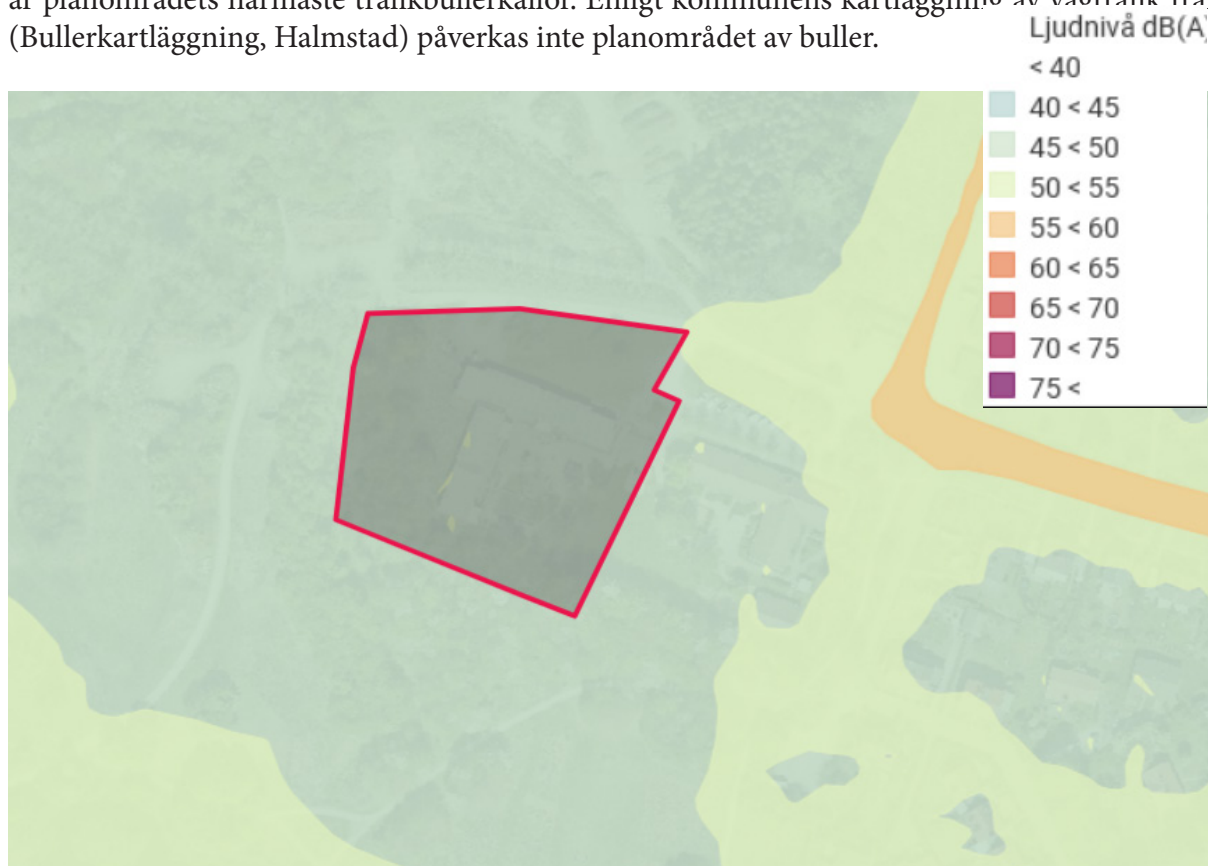 (Bullerkartläggning, Halmstad) påverkas inte planområdet av buller.
Ljudnivå dB(A)
< 40
40 < 45
45 < 50
50 < 55
55 < 60
60 < 65
65 < 70
70 < 75
75 <